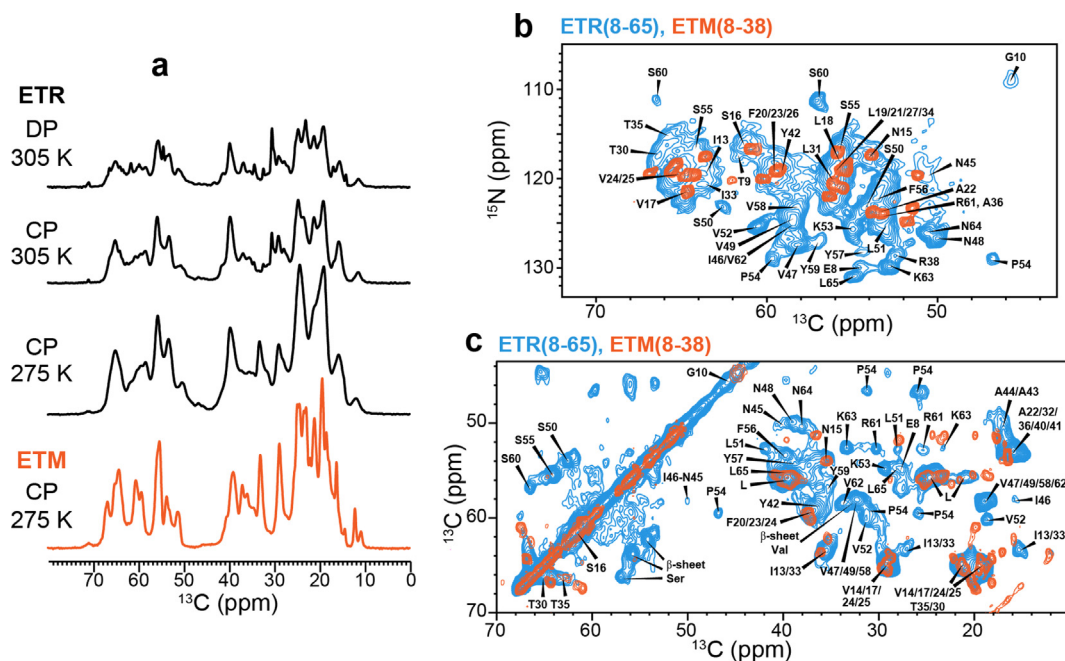 a
ETR
DP
305 K
CP
305 K
CP
275 K
ETM
CP
275 K
70 60 50 40 30 20 10 0
13C (ppm)
b
ETR(8-65), ETM(8-38)
G10
S60
S60
T35
S55
S16
F20/23/26
Y42
L18
S55
L19/21/27/34
N15
S50
T30
I13
L31
N45
V24/25
T9
F56
A22
I33
R61, A36
V17
V58
S50
N64
V52
K53
N48
V49
L51
I46/V62
Y57
R38
P54
V47
Y59
E8
K63
P54
L65
110
120
130
15N (ppm)
60 50
13C (ppm)
c
ETR(8-65), ETM(8-38)
G10
P54
P54
N48
N64
A44/A43
N45
K63
R61
L51
E8
R61
K63
A22/32/
36/40/41
S50
S55
F56
N15
L51
K53
S60
Y57
Y59
L65
I46-N45
L65
L
V62
L
V47/49/58/62
P54
I46
Y42
P54
V52
F20/23/24
β-sheet
Val
V52
S16
β-sheet
Ser
I13/33
I13/33
I13/33
V47/49/58
T30 T35
V14/17/
24/25
V14/17/24/25
T35/30
50
60
70
13C (ppm)
70 60 50 40 30 20
13C (ppm)